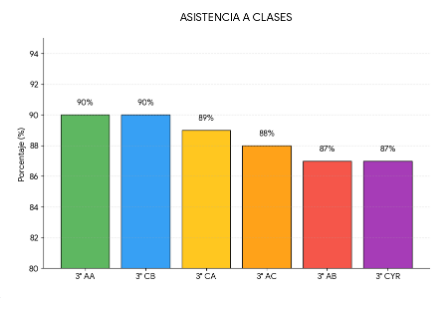 ASISTENCIA A CLASES
Porcentaje (%)
94
92
90
88
86
84
82
80
90%
90%
89%
88%
87%
87%
3° AA
3° CB
3° CA
3° AC
3° AB
3° CYR